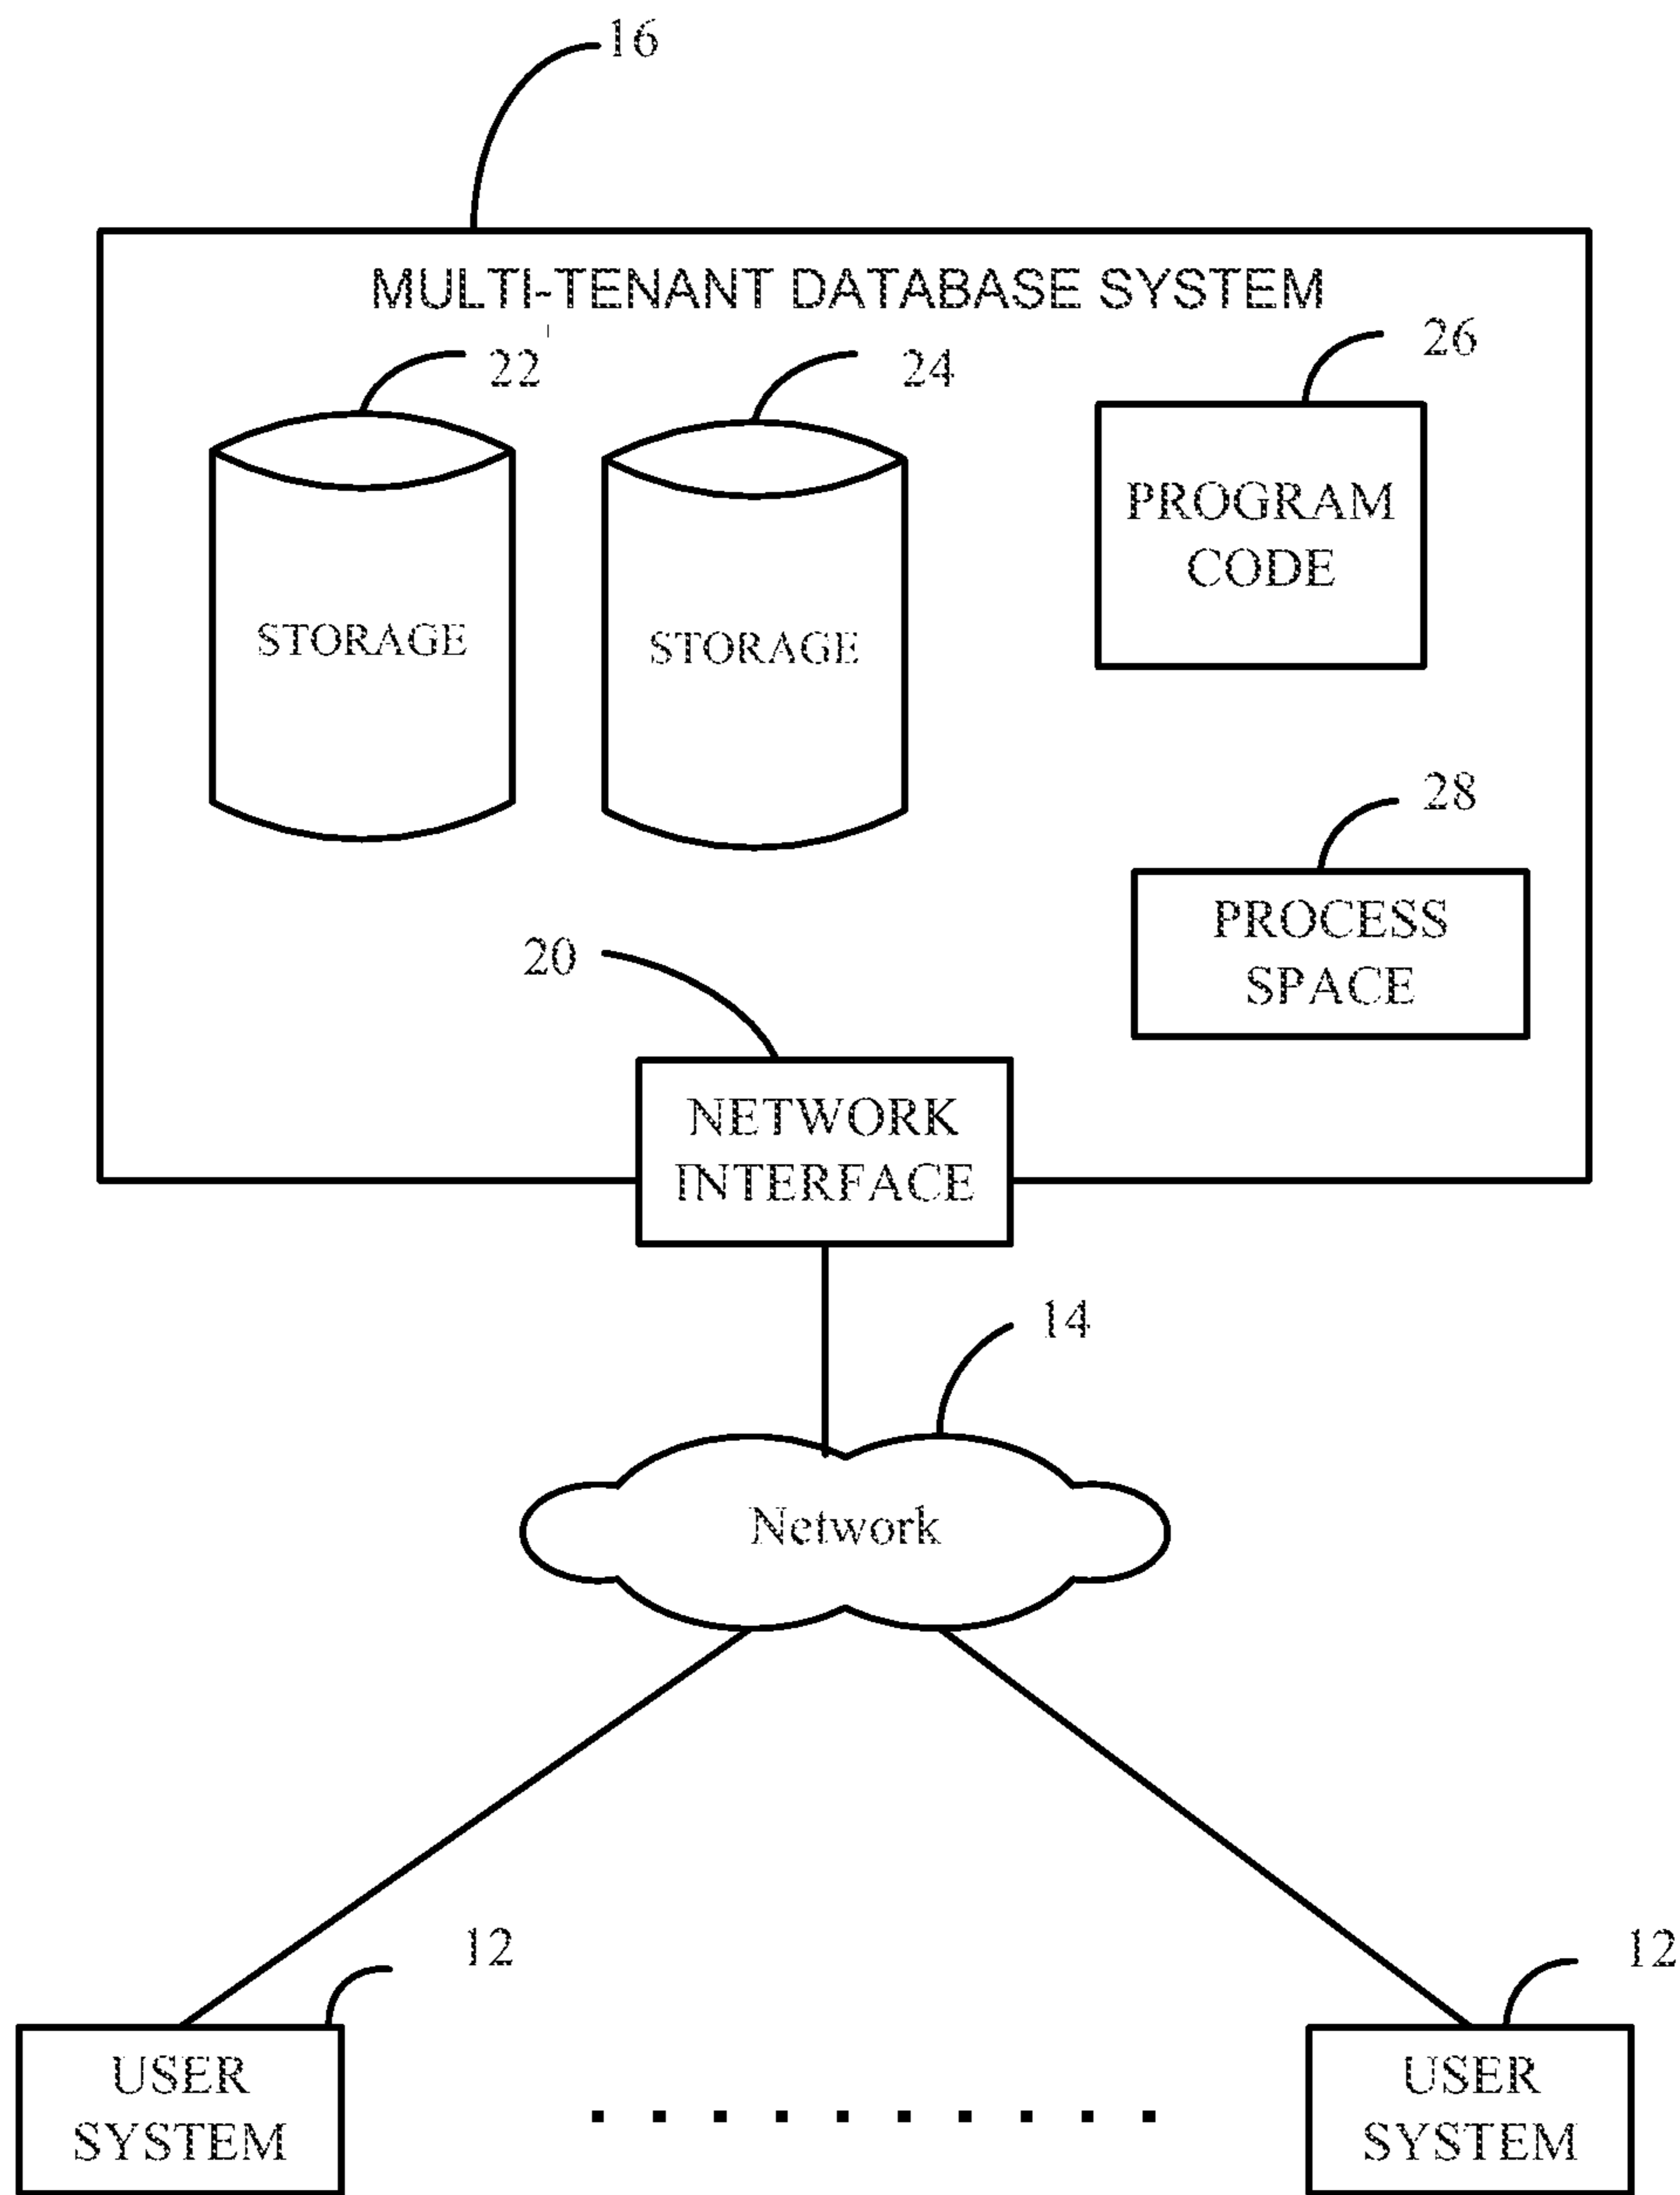 16
MULTI-TENANT DATABASE SYSTEM
22
24
26
PROGRAM
CODE
STORAGE
STORAGE
28
PROCESS
SPACE
20
NETWORK
INTERFACE
14
Network
12
12
USER
SYSTEM
USER
SYSTEM